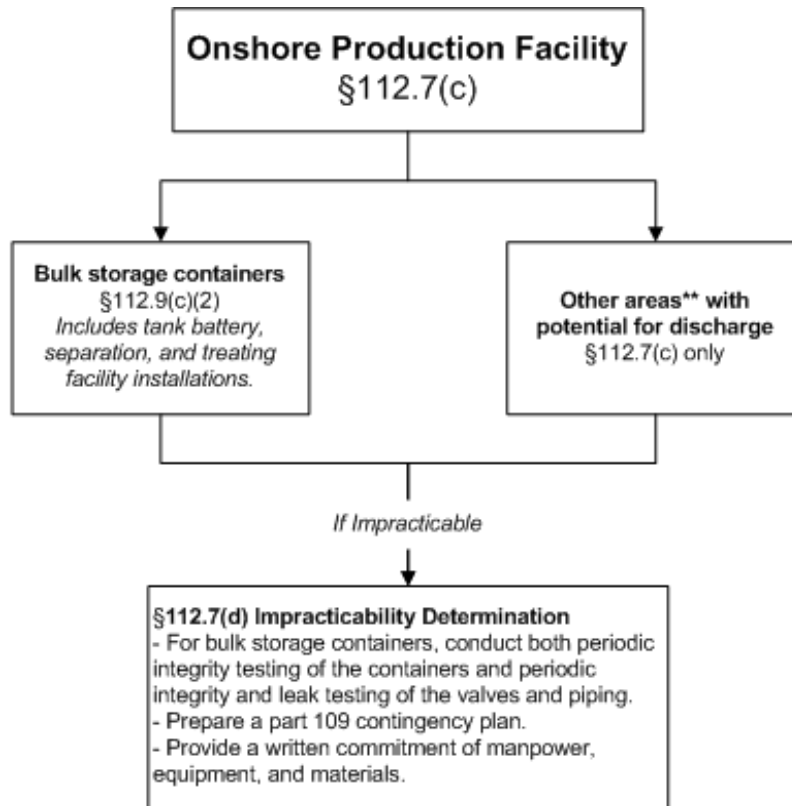 Onshore Production Facility
§112.7(c)
Bulk storage containers
§112.9(c)(2)
Includes tank battery,
separation, and treating
facility installations.
Other areas** with
potential for discharge
§112.7(c) only
If Impracticable
§112.7(d) Impracticability Determination
- For bulk storage containers, conduct both periodic
integrity testing of the containers and periodic
integrity and leak testing of the valves and piping.
- Prepare a part 109 contingency plan.
- Provide a written commitment of manpower,
equipment, and materials.